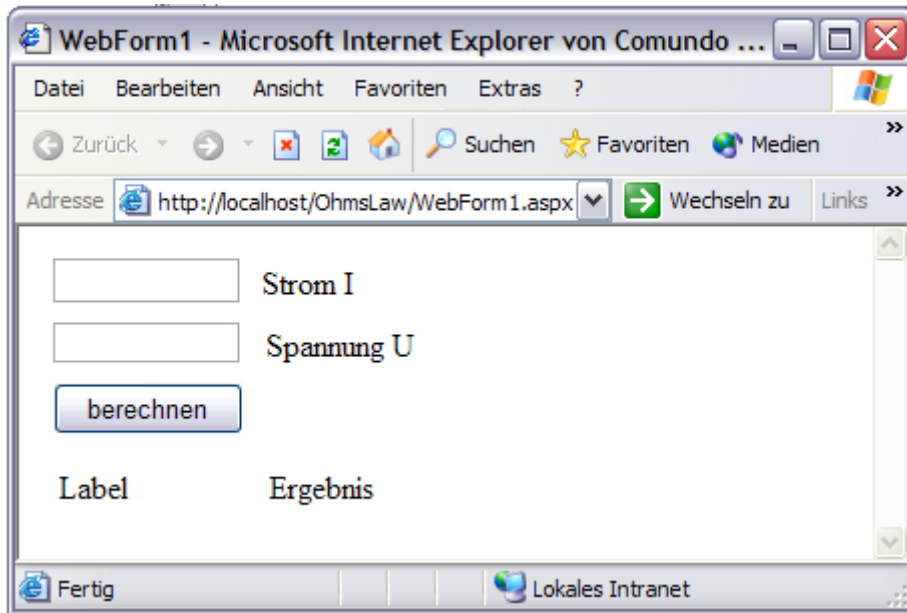 WebForm1 - Microsoft Internet Explorer von Comundo ...
Datei Bearbeiten Ansicht Favoriten Extras ?
Zurück Suchen Favoriten Medien »
Adresse http://localhost/OhmsLaw/WebForm1.aspx Wechseln zu Links »
Strom I
Spannung U
berechnen
Label Ergebnis
Fertig Lokales Intranet